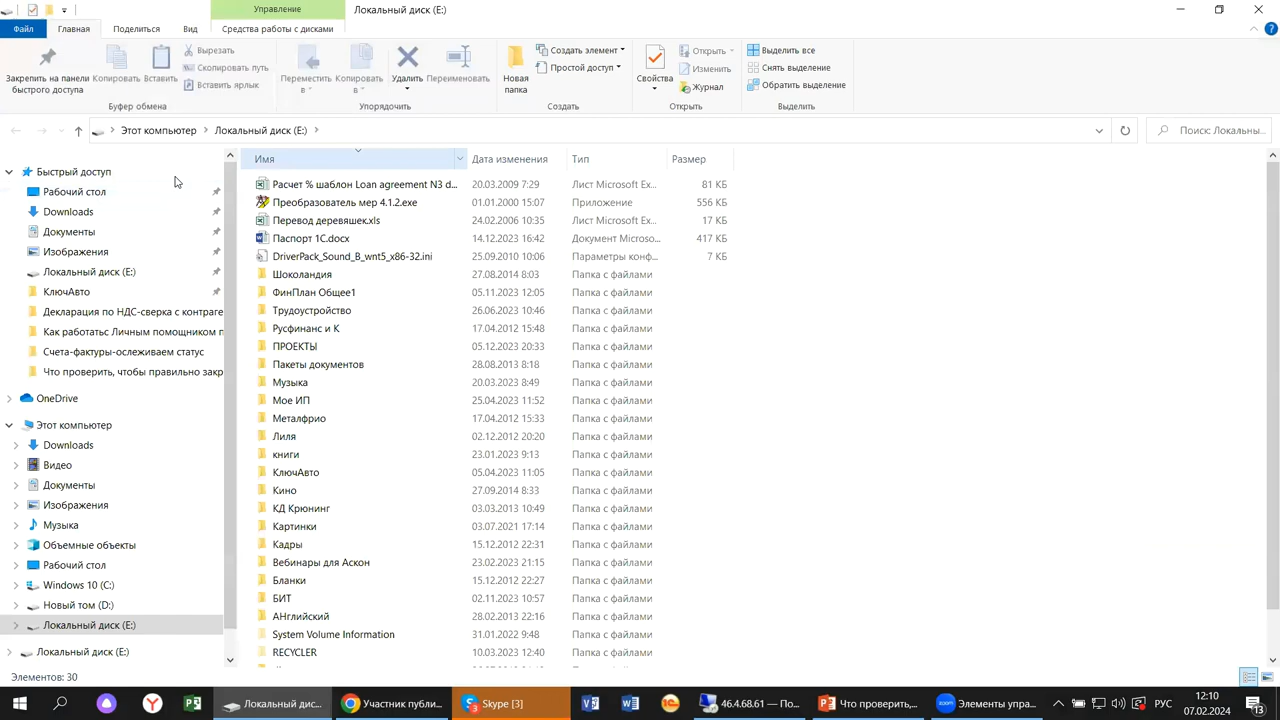 Управление
Локальный диск (E:)
Файл
Главная
Поделиться
Вид
Средства работы с дисками
Закрепить на панели быстрого доступа
Копировать
Вставить
Вырезать
Скопировать путь
Вставить ярлык
Буфер обмена
Переместить в
Копировать в
Удалить
Переименовать
Упорядочить
Новая папка
Создать элемент
Простой доступ
Создать
Свойства
Открыть
Изменить
Журнал
Открыть
Выделить все
Снять выделение
Обратить выделение
Выделить
Этот компьютер
Локальный диск (E:)
Поиск: Локальны...
Быстрый доступ
Рабочий стол
Downloads
Документы
Изображения
Локальный диск (E:)
КлючАвто
Декларация по НДС-сверка с контраге
Как работатьс Личным помощником п
Счета-фактуры-ослеживаем статус
Что проверить, чтобы правильно закр
OneDrive
Этот компьютер
Downloads
Видео
Документы
Изображения
Музыка
Объемные объекты
Рабочий стол
Windows 10 (C:)
Новый том (D:)
Локальный диск (E:)
Локальный диск (E:)
Имя Дата изменения Тип Размер
Расчет % шаблон Loan agreement N3 d... 20.03.2009 7:29 Лист Microsoft Ex... 81 КБ
Преобразователь мер 4.1.2.exe 01.01.2000 15:07 Приложение 556 КБ
Перевод деревяшек.xls 24.02.2006 10:35 Лист Microsoft Ex... 17 КБ
Паспорт 1С.docx 14.12.2023 16:42 Документ Microso... 417 КБ
DriverPack_Sound_B_wnt5_x86-32.ini 25.09.2010 10:06 Параметры конф... 7 КБ
Шоколандия 27.08.2014 8:03 Папка с файлами
ФинПлан Общее1 05.11.2023 12:05 Папка с файлами
Трудоустройство 26.06.2023 10:46 Папка с файлами
Русфинанс и К 17.04.2012 15:48 Папка с файлами
ПРОЕКТЫ 05.12.2023 20:33 Папка с файлами
Пакеты документов 28.08.2013 8:18 Папка с файлами
Музыка 20.03.2023 8:49 Папка с файлами
Мое ИП 25.04.2023 11:52 Папка с файлами
Металфрио 17.04.2012 15:33 Папка с файлами
Лиля 02.12.2012 20:20 Папка с файлами
книги 23.01.2023 9:13 Папка с файлами
КлючАвто 05.04.2023 11:05 Папка с файлами
Кино 27.09.2014 8:33 Папка с файлами
КД Крюнинг 03.03.2013 10:49 Папка с файлами
Картинки 03.07.2021 17:14 Папка с файлами
Кадры 15.12.2012 22:31 Папка с файлами
Вебинары для Аскон 23.02.2023 21:15 Папка с файлами
Бланки 15.12.2012 22:27 Папка с файлами
БИТ 02.11.2023 10:57 Папка с файлами
АНглийский 28.02.2013 22:16 Папка с файлами
System Volume Information 31.01.2022 9:48 Папка с файлами
RECYCLER 10.03.2023 12:40 Папка с файлами
Элементов: 30
Локальный дис...
Участник публи...
Skype [3]
46.4.68.61 — По...
Что проверить,...
zoom
Элементы упра...
РУС
12:10
07.02.2024
13